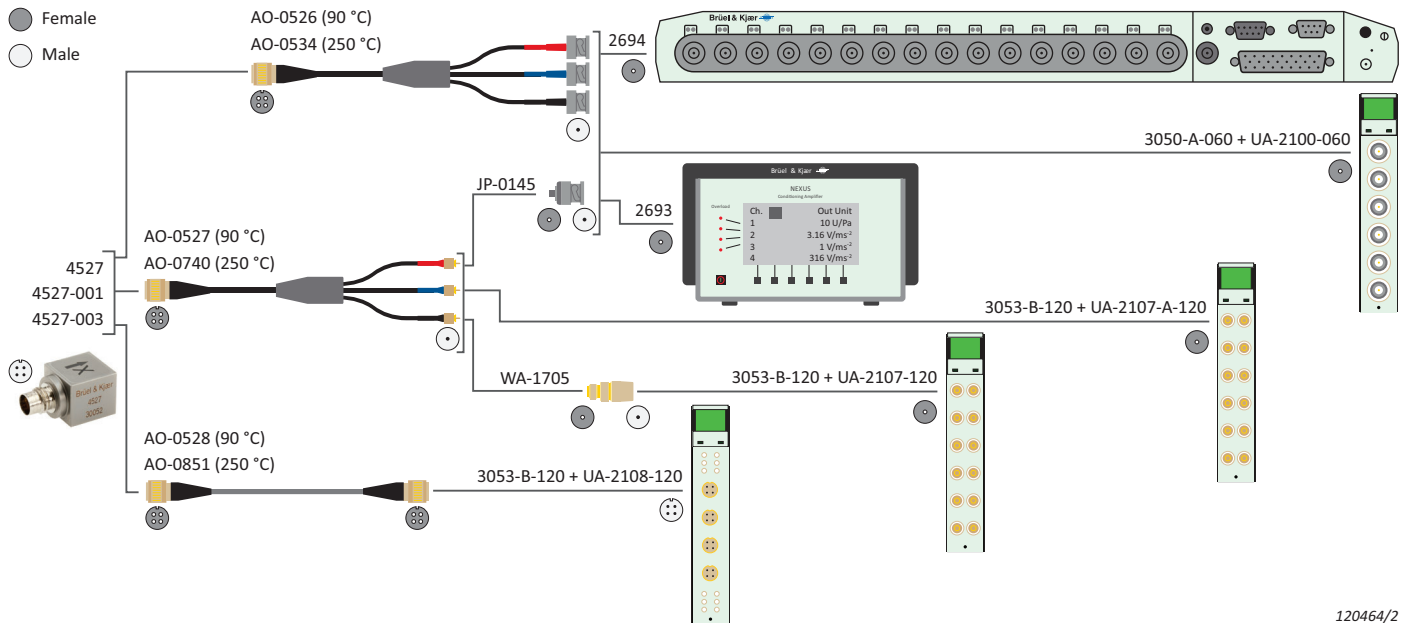 Female
Male
AO-0526 (90 °C)
AO-0534 (250 °C)
2694
Brüel & Kjær
3050-A-060 + UA-2100-060
JP-0145
2693
Brüel & Kjær
NEXUS
Conditioning Amplifier
Overload
Ch. Out Unit
1 10 U/Pa
2 3.16 V/ms⁻²
3 1 V/ms⁻²
4 316 V/ms⁻²
AO-0527 (90 °C)
AO-0740 (250 °C)
4527
4527-001
4527-003
3053-B-120 + UA-2107-A-120
WA-1705
3053-B-120 + UA-2107-120
X
Brüel & Kjær
4527
30052
AO-0528 (90 °C)
AO-0851 (250 °C)
3053-B-120 + UA-2108-120
120464/2